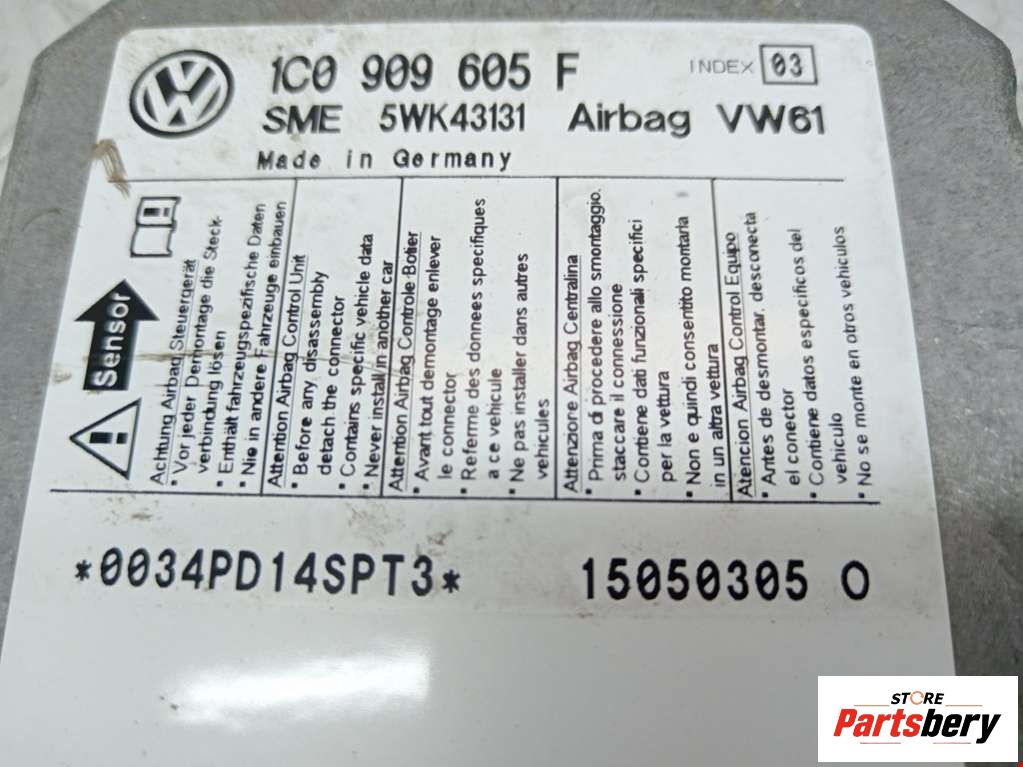 1C0 909 605 F INDEX 03
SME 5WK43131 Airbag VW61
Made in Germany
Sensor
Achtung Airbag Steuergerät
• Vor jeder Demontage die Steck-
verbindung lösen
• Enthält fahrzeugspezifische Daten
• Nie in andere Fahrzeuge einbauen
Attention Airbag Control Unit
• Before any disassembly
detach the connector
• Contains specific vehicle data
• Never install in another car
Attention Airbag Controle-Botier
• Avant tout demontage enlever
le connector
• Referme des donnees specifiques
a ce vehicule
• Ne pas installer dans autres
vehicules
Attenzione Airbag Centralina
• Prima di procedere allo smontaggio.
staccare il connessione
• Contiene dati funzionali specifici
per la vettura
• Non e quindi consentito montarla
in un altra vettura
Atencion Airbag Control Equipo
• Antes de desmontar. desconecta
el conector
• Contiene datos especificos del
vehiculo
• No se monte en otros vehiculos
*0034PD14SPT3* 15050305 0
STORE
Partsbery